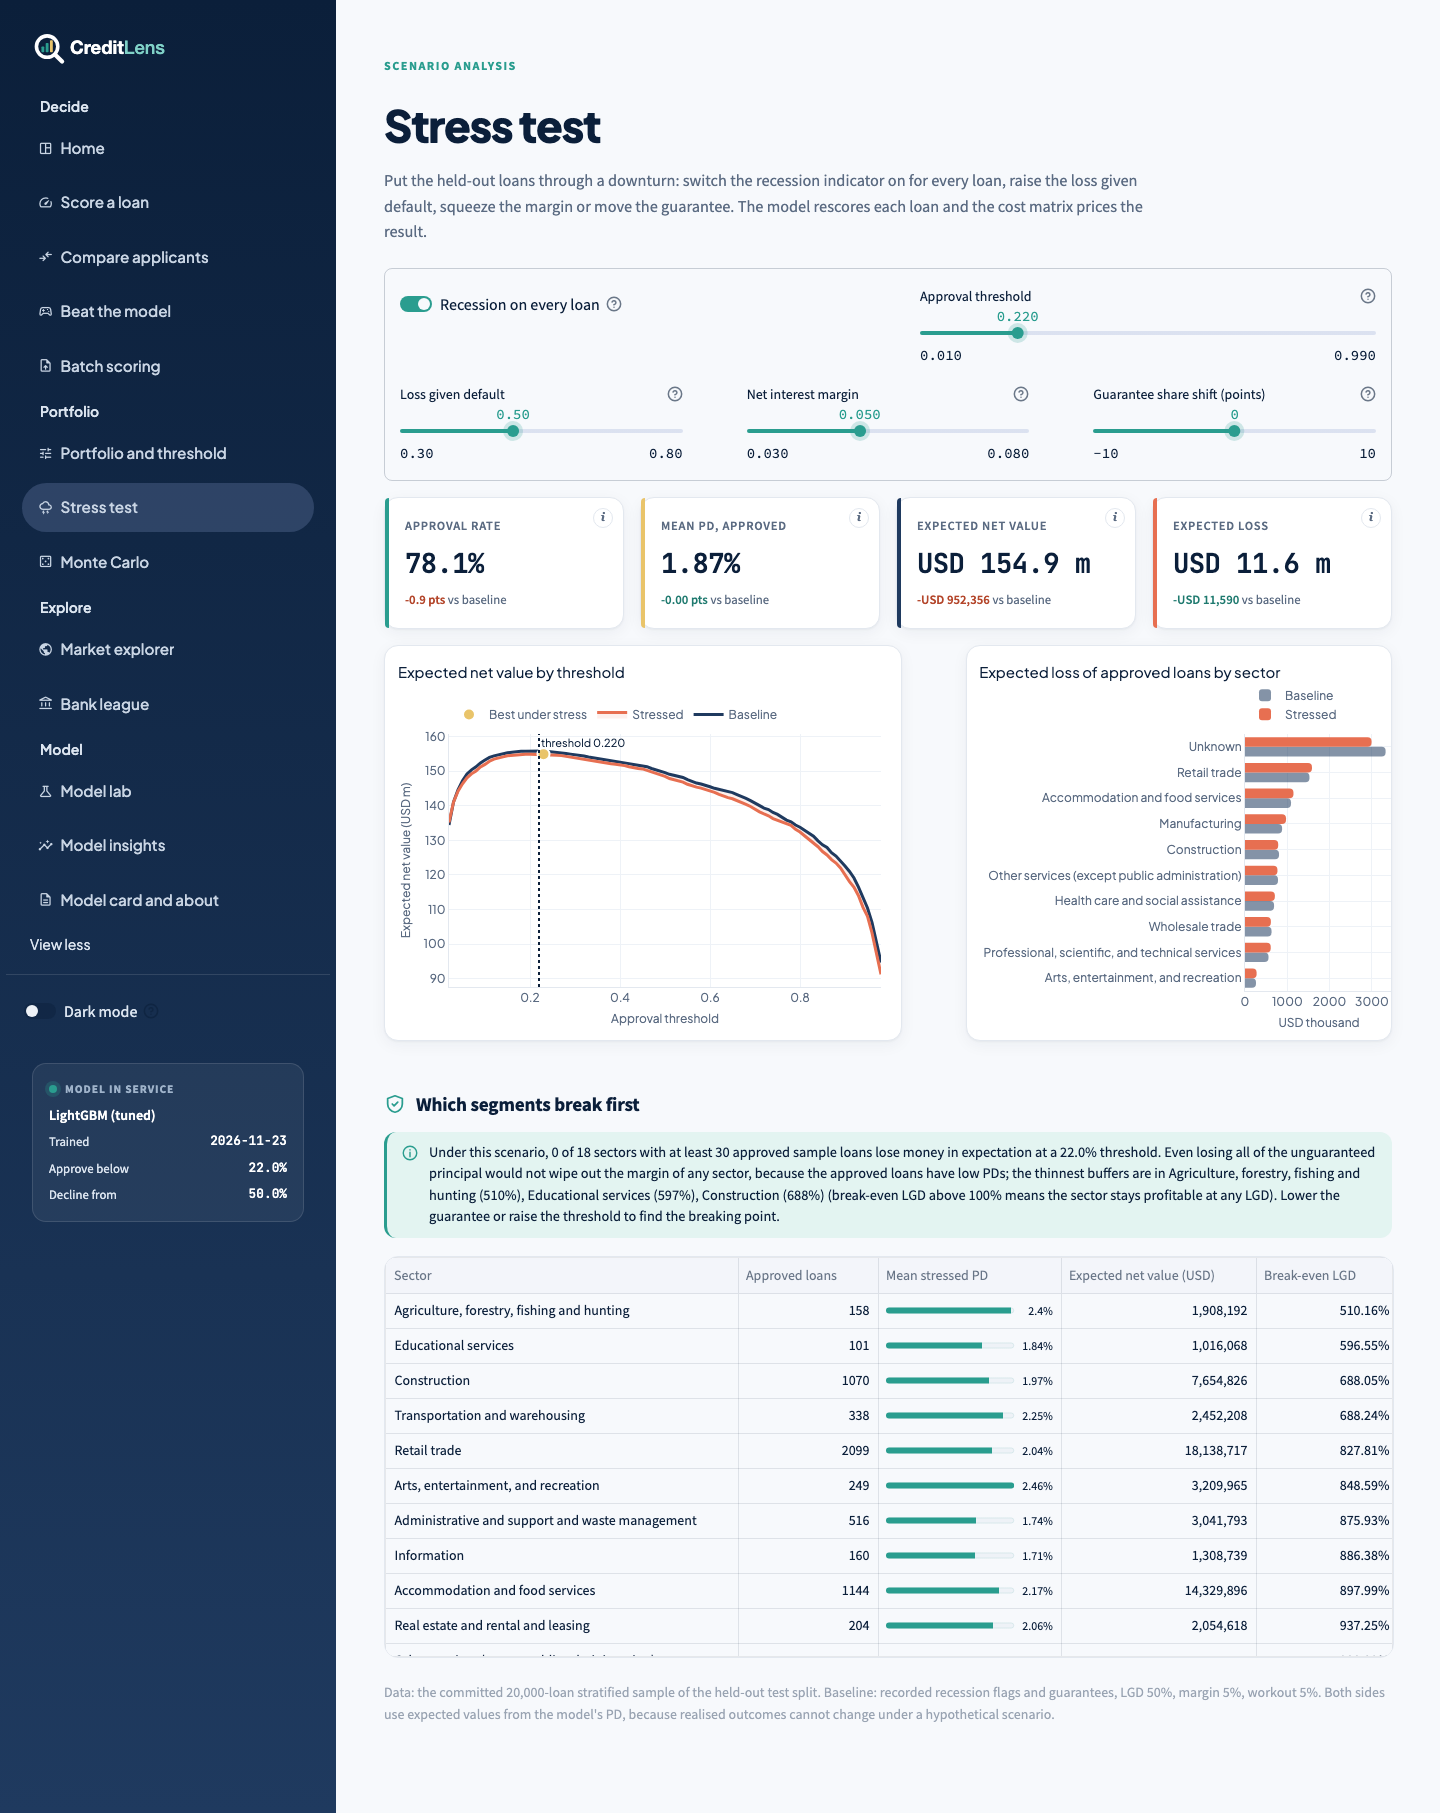 CreditLens
Decide
Home
Score a loan
Compare applicants
Beat the model
Batch scoring
Portfolio
Portfolio and threshold
Stress test
Monte Carlo
Explore
Market explorer
Bank league
Model
Model lab
Model insights
Model card and about
View less
Dark mode
MODEL IN SERVICE
LightGBM (tuned)
Trained 2026-11-23
Approve below 22.0%
Decline from 50.0%
SCENARIO ANALYSIS
Stress test
Put the held-out loans through a downturn: switch the recession indicator on for every loan, raise the loss given
default, squeeze the margin or move the guarantee. The model rescores each loan and the cost matrix prices the
result.
Recession on every loan
Approval threshold
0.220
0.010 0.990
Loss given default
0.50
0.30 0.80
Net interest margin
0.050
0.030 0.080
Guarantee share shift (points)
0
−10 10
APPROVAL RATE
78.1%
-0.9 pts vs baseline
MEAN PD, APPROVED
1.87%
-0.00 pts vs baseline
EXPECTED NET VALUE
USD 154.9 m
-USD 952,356 vs baseline
EXPECTED LOSS
USD 11.6 m
-USD 11,590 vs baseline
Expected net value by threshold
Best under stress Stressed Baseline
threshold 0.220
160
150
140
130
120
110
100
90
Expected net value (USD m)
0.2 0.4 0.6 0.8
Approval threshold
Expected loss of approved loans by sector
Baseline
Stressed
Unknown
Retail trade
Accommodation and food services
Manufacturing
Construction
Other services (except public administration)
Health care and social assistance
Wholesale trade
Professional, scientific, and technical services
Arts, entertainment, and recreation
0 1000 2000 3000
USD thousand
Which segments break first
Under this scenario, 0 of 18 sectors with at least 30 approved sample loans lose money in expectation at a 22.0% threshold. Even losing all of the unguaranteed
principal would not wipe out the margin of any sector, because the approved loans have low PDs; the thinnest buffers are in Agriculture, forestry, fishing and
hunting (510%), Educational services (597%), Construction (688%) (break-even LGD above 100% means the sector stays profitable at any LGD). Lower the
guarantee or raise the threshold to find the breaking point.
Sector Approved loans Mean stressed PD Expected net value (USD) Break-even LGD
Agriculture, forestry, fishing and hunting 158 2.4% 1,908,192 510.16%
Educational services 101 1.84% 1,016,068 596.55%
Construction 1070 1.97% 7,654,826 688.05%
Transportation and warehousing 338 2.25% 2,452,208 688.24%
Retail trade 2099 2.04% 18,138,717 827.81%
Arts, entertainment, and recreation 249 2.46% 3,209,965 848.59%
Administrative and support and waste management 516 1.74% 3,041,793 875.93%
Information 160 1.71% 1,308,739 886.38%
Accommodation and food services 1144 2.17% 14,329,896 897.99%
Real estate and rental and leasing 204 2.06% 2,054,618 937.25%
Data: the committed 20,000-loan stratified sample of the held-out test split. Baseline: recorded recession flags and guarantees, LGD 50%, margin 5%, workout 5%. Both sides
use expected values from the model's PD, because realised outcomes cannot change under a hypothetical scenario.